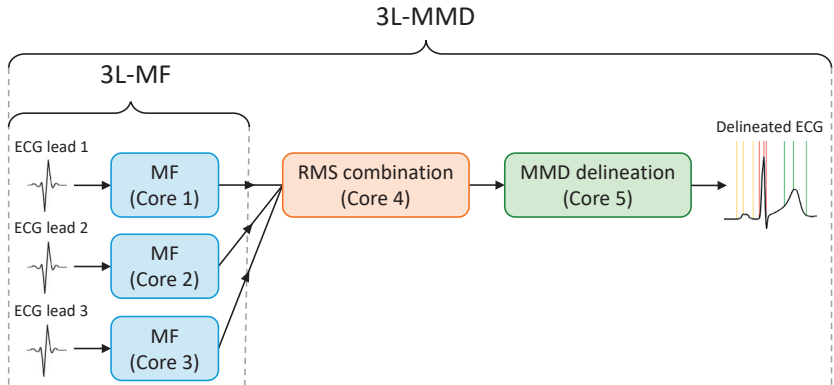 3L-MMD
3L-MF
ECG lead 1
MF
(Core 1)
ECG lead 2
MF
(Core 2)
ECG lead 3
MF
(Core 3)
RMS combination
(Core 4)
MMD delineation
(Core 5)
Delineated ECG